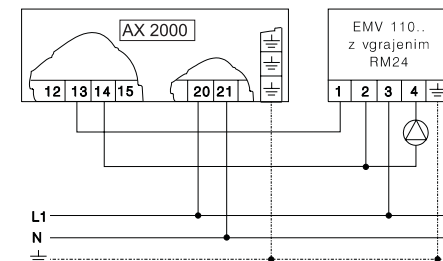 AX 2000
EMV 110..
z vgrajenim
RM24
12 13 14 15
20 21
1 2 3 4
L1
N